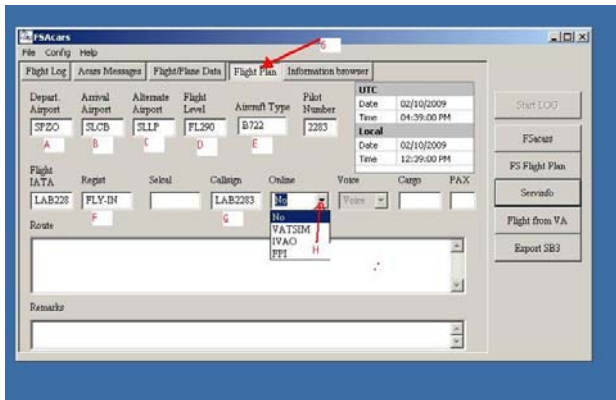 FSAcars
File Config Help
6
Flight Log Acars Messages Flight/Plane Data Flight Plan Information browser
Depart. Airport Arrival Airport Alternate Airport Flight Level Aircraft Type Pilot Number
SPZO SLCB SLLP FL290 B722 2283
A B C D E
UTC
Date 02/10/2009
Time 04:39:00 PM
Local
Date 02/10/2009
Time 12:39:00 PM
Flight IATA Regist Selcal Callsign Online Voice Cargo PAX
LAB228 FLY-IN LAB2283 No Voice
F G
No
VATSIM
IVAO
FPI
H
Route
Remarks
Start LOG
FSacars
FS Flight Plan
Servinfo
Flight from VA
Export SB3